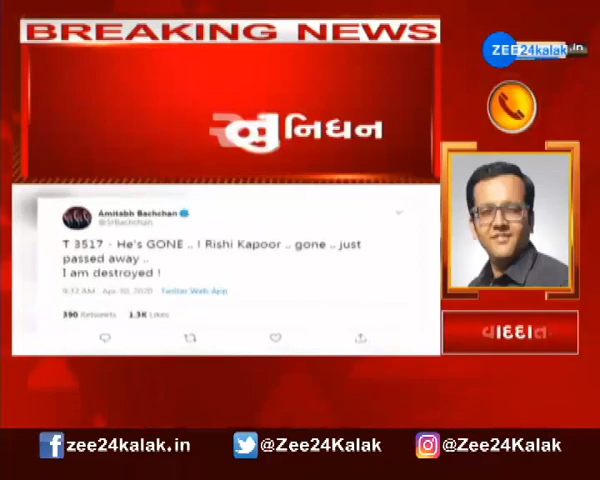 BREAKING NEWS
ZEE24kalak.in
નિધન
Amitabh Bachchan
@SrBachchan
T 3517 - He's GONE .. ! Rishi Kapoor .. gone .. just
passed away ..
I am destroyed !
9:32 AM · Apr 30, 2020 · Twitter Web App
390 Retweets 1.3K Likes
zee24kalak.in
@Zee24Kalak
@Zee24Kalak